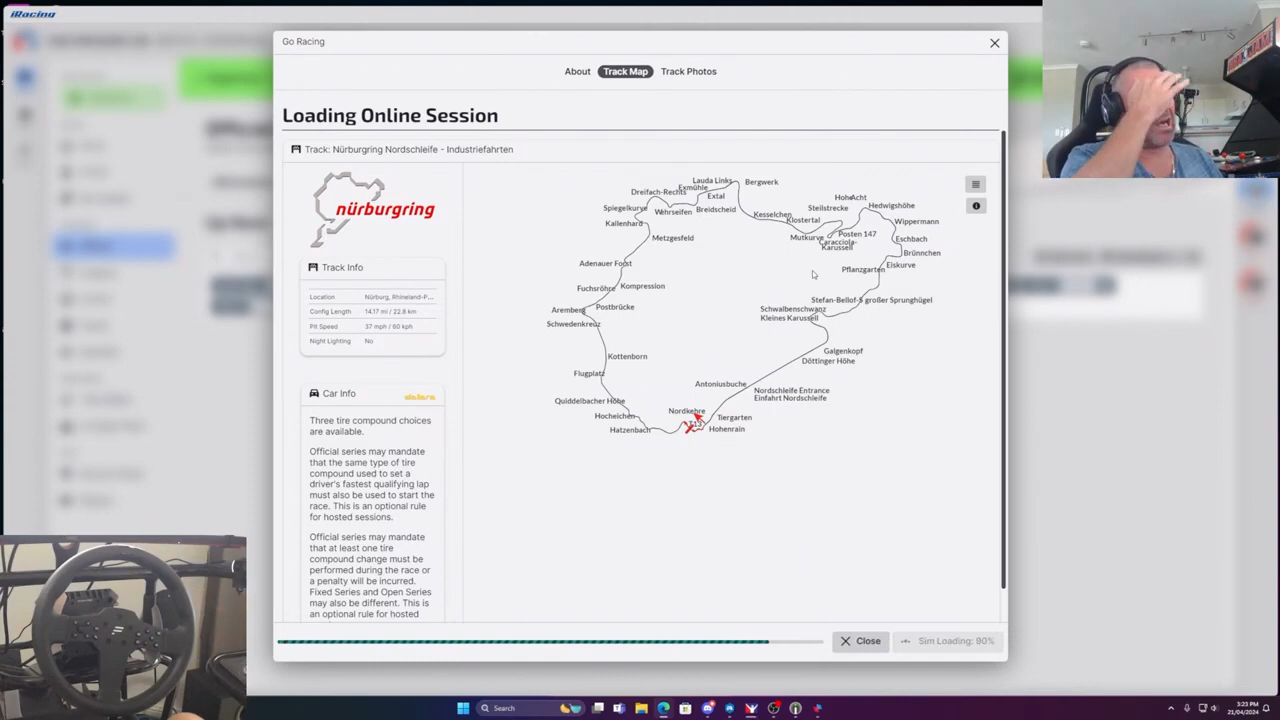 iRacing
Go Racing
About
Track Map
Track Photos
Loading Online Session
Track: Nürburgring Nordschleife - Industriefahrten
nürburgring
Track Info
Location Nürburg, Rhineland-P...
Config Length 14.17 mi / 22.8 km
Pit Speed 37 mph / 60 kph
Night Lighting No
Car Info
Three tire compound choices
are available.
Official series may mandate
that the same type of tire
compound used to set a
driver's fastest qualifying lap
must also be used to start the
race. This is an optional rule
for hosted sessions.
Official series may mandate
that at least one tire
compound change must be
performed during the race or
a penalty will be incurred.
Fixed Series and Open Series
may also be different. This is
an optional rule for hosted
Lauda Links
Bergwerk
Exmühle
Dreifach-Rechts
Extal
Spiegelkurve
Wehrseifen
Breidscheid
Kallenhard
Metzgesfeld
Kesselchen
Klostertal
Mutkurve
Steilstrecke
Hohe Acht
Hedwigshöhe
Wippermann
Posten 147
Caracciola-
Karussell
Eschbach
Brünnchen
Eiskurve
Pflanzgarten
Adenauer Forst
Kompression
Fuchsröhre
Postbrücke
Aremberg
Schwedenkreuz
Stefan-Bellof-S großer Sprunghügel
Schwalbenschwanz
Kleines Karussell
Galgenkopf
Döttinger Höhe
Kottenborn
Flugplatz
Antoniusbuche
Nordschleife Entrance
Einfahrt Nordschleife
Quiddelbacher Höhe
Hocheichen
Hatzenbach
Nordkehre
T13
Tiergarten
Hohenrain
Close
Sim Loading: 90%
Search
3:23 PM
21/04/2024